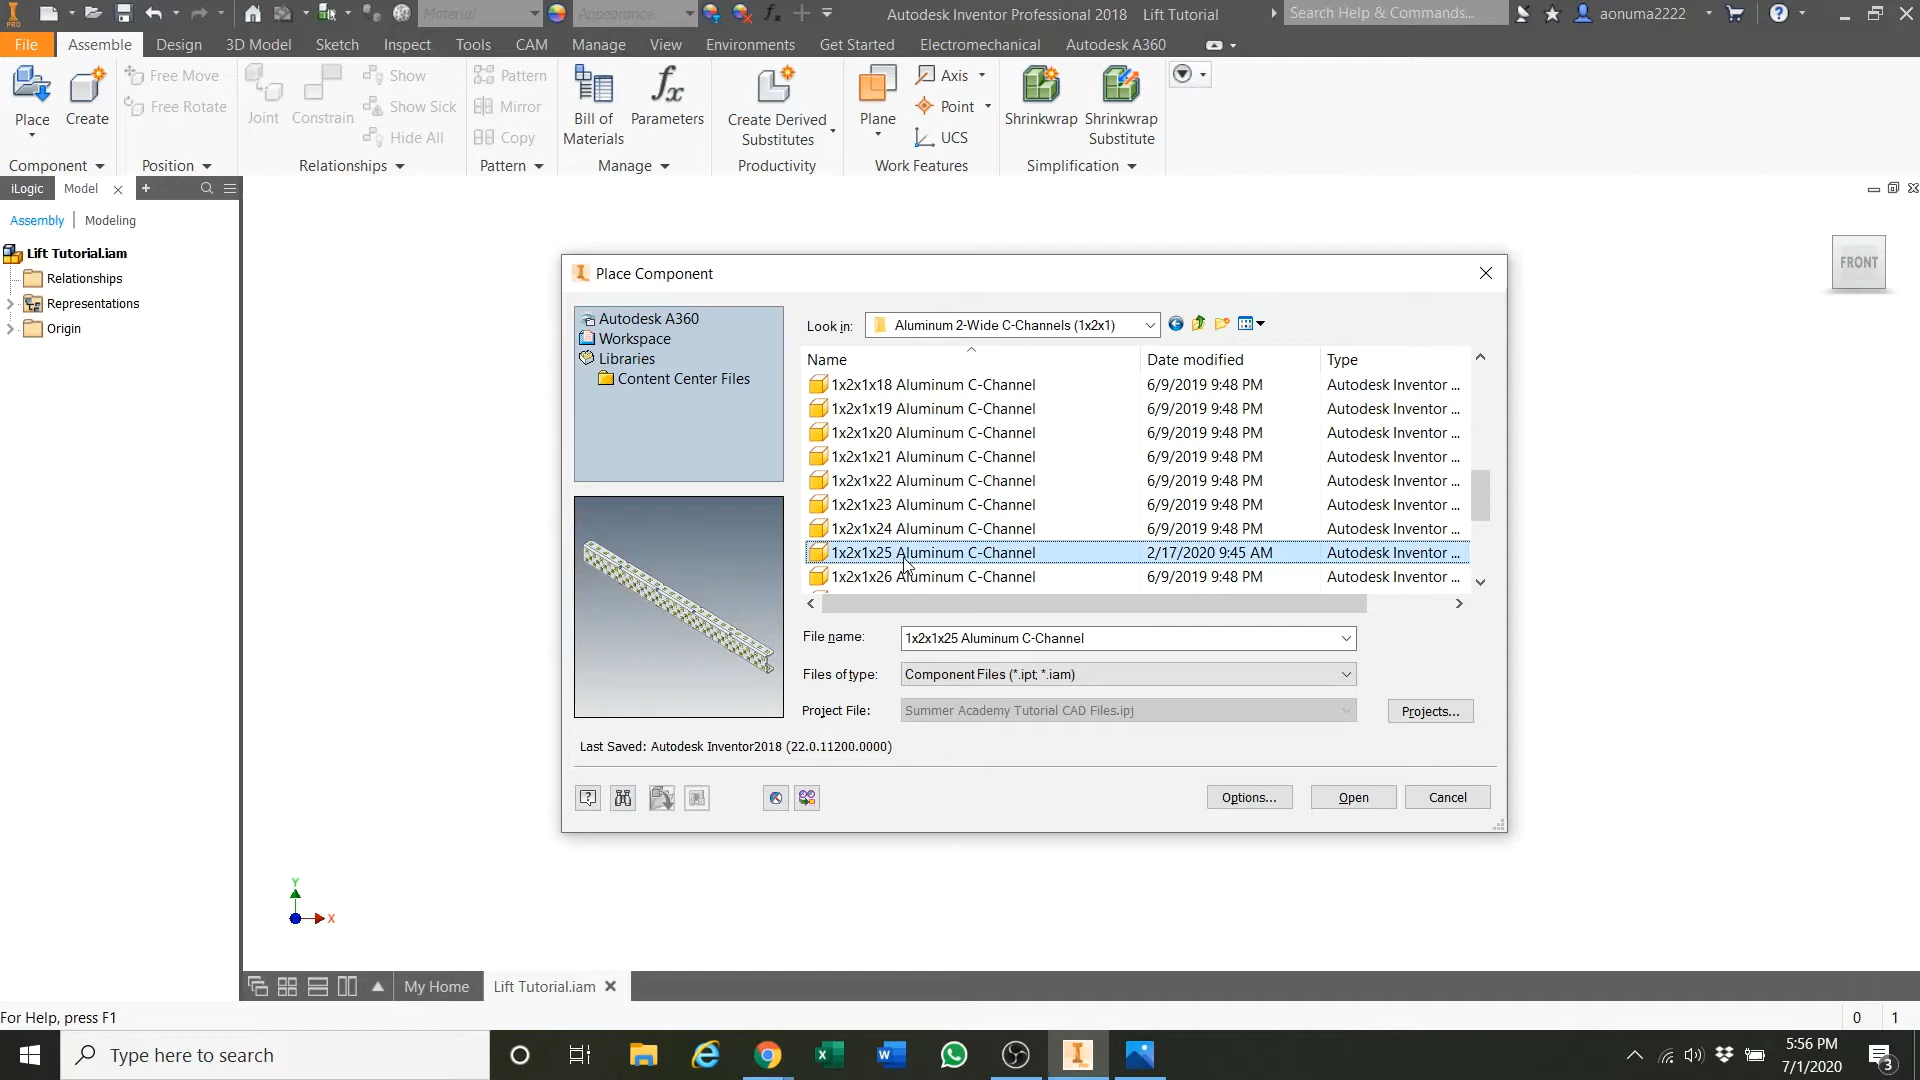 PRO
Material
Appearance
Autodesk Inventor Professional 2018 Lift Tutorial
Search Help & Commands...
aonuma2222
File Assemble Design 3D Model Sketch Inspect Tools CAM Manage View Environments Get Started Electromechanical Autodesk A360
Place
Create
Free Move
Free Rotate
Joint
Constrain
Show
Show Sick
Hide All
Pattern
Mirror
Copy
Bill of
Materials
Parameters
Create Derived
Substitutes
Plane
Axis
Point
UCS
Shrinkwrap
Shrinkwrap
Substitute
Component Position Relationships Pattern Manage Productivity Work Features Simplification
iLogic Model
Assembly Modeling
Lift Tutorial.iam
Relationships
Representations
Origin
FRONT
Place Component
Autodesk A360
Workspace
Libraries
Content Center Files
Look in: Aluminum 2-Wide C-Channels (1x2x1)
Name Date modified Type
1x2x1x18 Aluminum C-Channel 6/9/2019 9:48 PM Autodesk Inventor ...
1x2x1x19 Aluminum C-Channel 6/9/2019 9:48 PM Autodesk Inventor ...
1x2x1x20 Aluminum C-Channel 6/9/2019 9:48 PM Autodesk Inventor ...
1x2x1x21 Aluminum C-Channel 6/9/2019 9:48 PM Autodesk Inventor ...
1x2x1x22 Aluminum C-Channel 6/9/2019 9:48 PM Autodesk Inventor ...
1x2x1x23 Aluminum C-Channel 6/9/2019 9:48 PM Autodesk Inventor ...
1x2x1x24 Aluminum C-Channel 6/9/2019 9:48 PM Autodesk Inventor ...
1x2x1x25 Aluminum C-Channel 2/17/2020 9:45 AM Autodesk Inventor ...
1x2x1x26 Aluminum C-Channel 6/9/2019 9:48 PM Autodesk Inventor ...
File name: 1x2x1x25 Aluminum C-Channel
Files of type: Component Files (*.ipt; *.iam)
Project File: Summer Academy Tutorial CAD Files.ipj Projects...
Last Saved: Autodesk Inventor2018 (22.0.11200.0000)
Options... Open Cancel
Y
X
My Home Lift Tutorial.iam
For Help, press F1
0 1
Type here to search
5:56 PM
7/1/2020
3